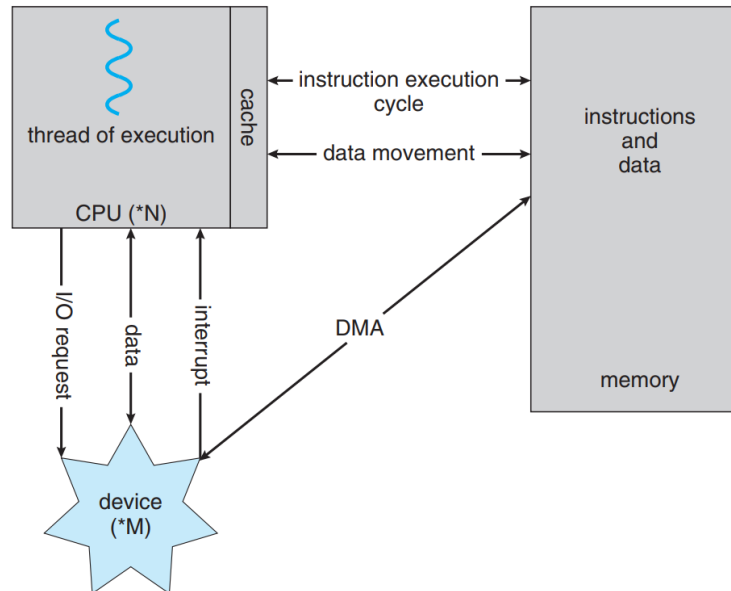 thread of execution
cache
CPU (*N)
instruction execution
cycle
data movement
instructions
and
data
memory
I/O request
data
interrupt
DMA
device
(*M)